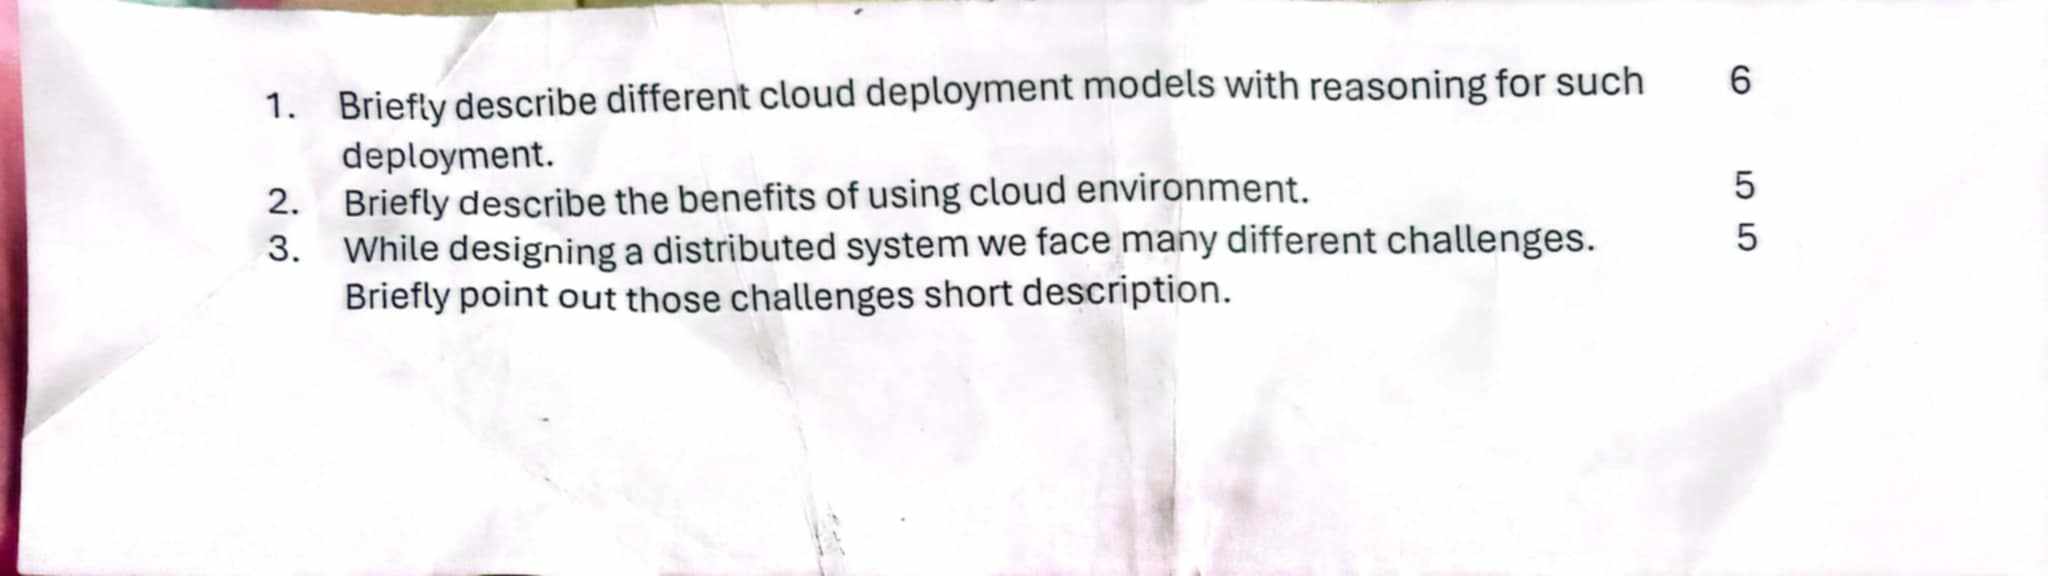 1. Briefly describe different cloud deployment models with reasoning for such 6
deployment.
2. Briefly describe the benefits of using cloud environment. 5
3. While designing a distributed system we face many different challenges. 5
Briefly point out those challenges short description.